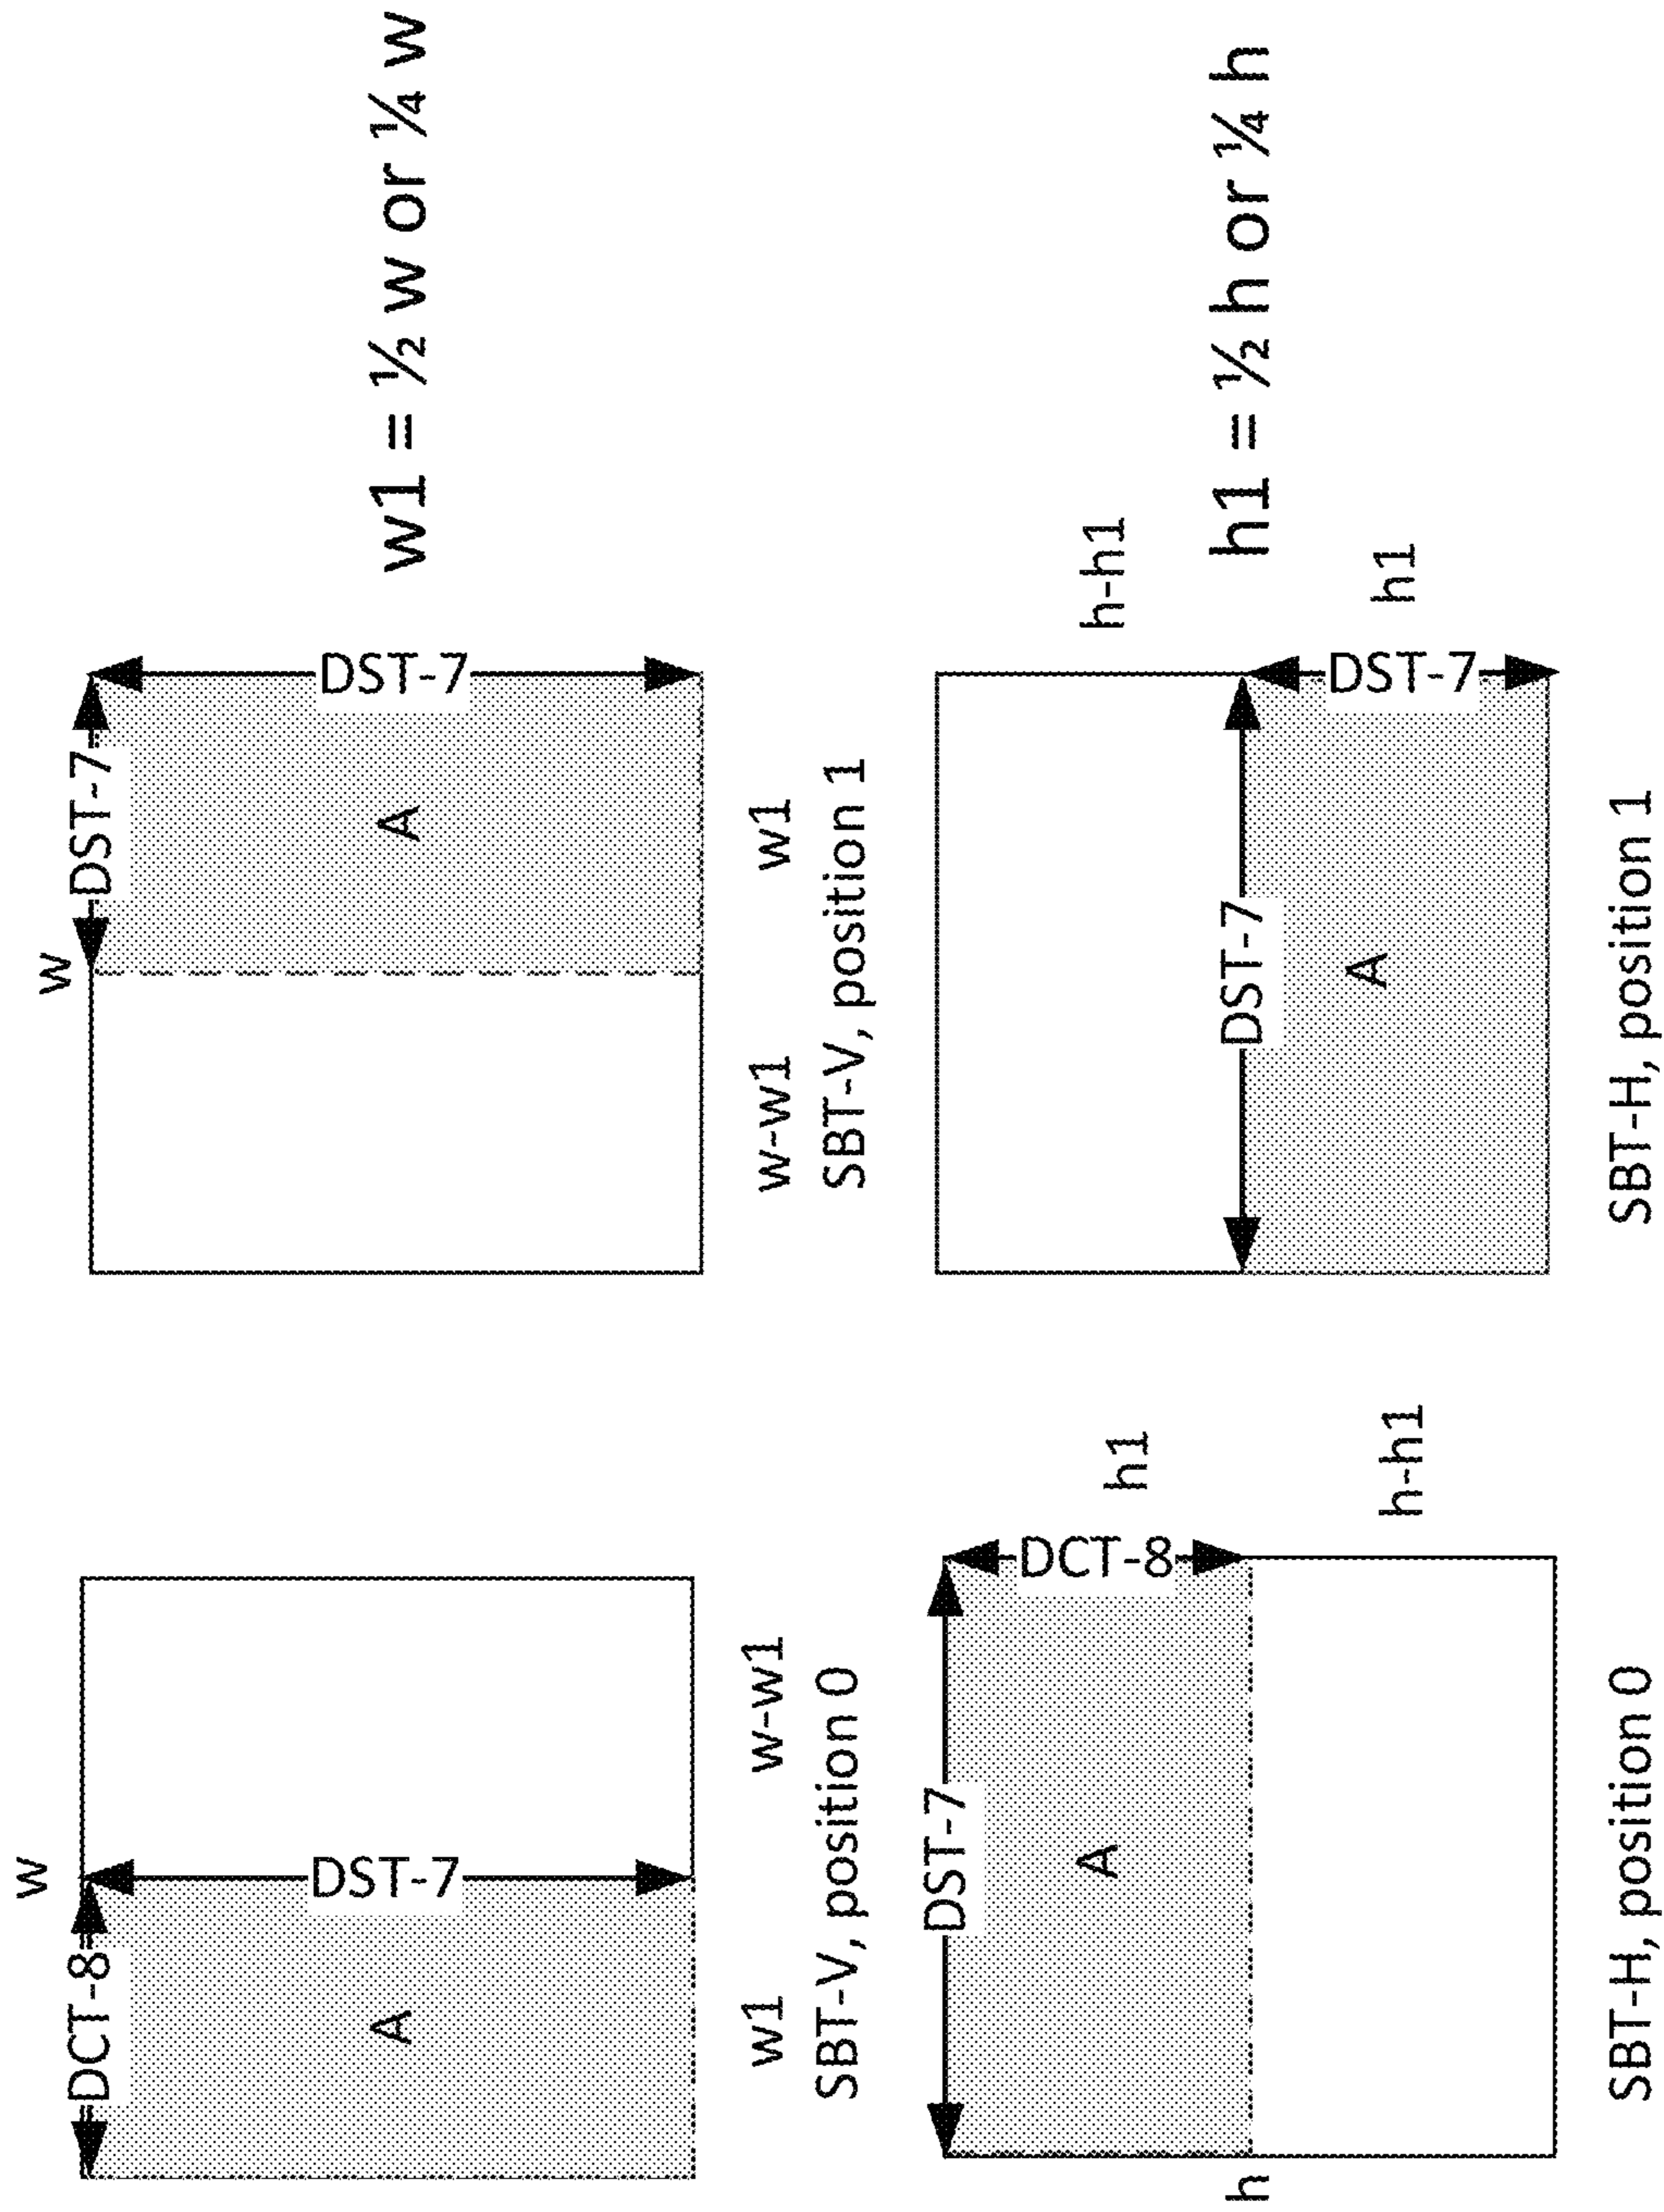 w
DCT-8
DST-7
A
w1
w-w1
SBT-V, position 0
w
DST-7
DST-7
A
w-w1
w1
SBT-V, position 1
w1 = ½ w or ¼ w
h
DST-7
DCT-8
A
h1
h-h1
SBT-H, position 0
DST-7
DST-7
A
h-h1
h1
SBT-H, position 1
h1 = ½ h or ¼ h